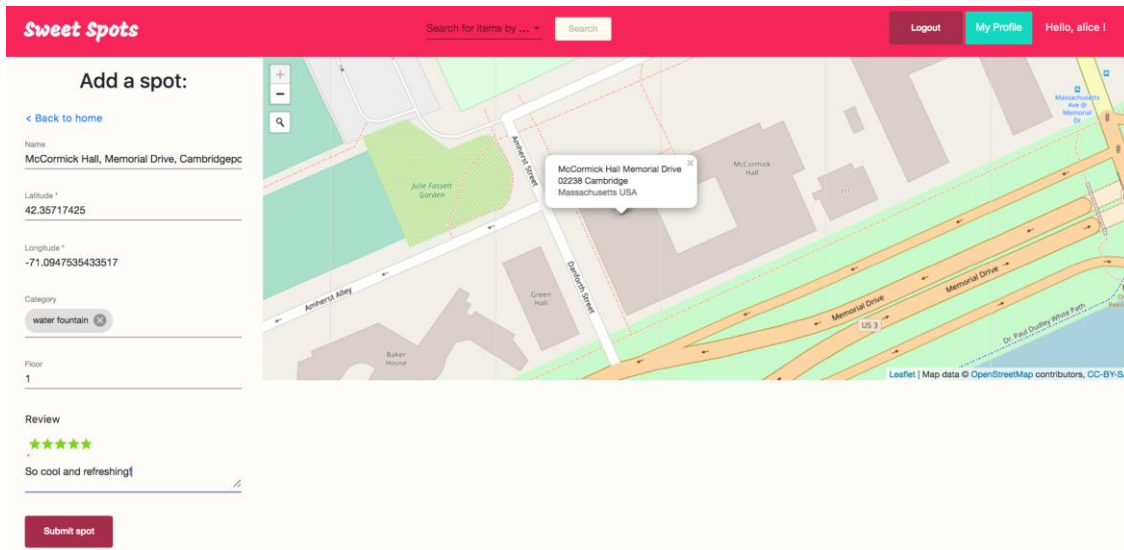 Sweet Spots
Search for items by ...
Search
Logout
My Profile
Hello, alice !
Add a spot:
< Back to home
Name
McCormick Hall, Memorial Drive, Cambridgepc
Latitude *
42.35717425
Longitude *
-71.0947535433517
Category
water fountain
Floor
1
Review
So cool and refreshing!
Submit spot
+
−
McCormick Hall Memorial Drive
02238 Cambridge
Massachusetts USA
×
Massachusetts
Ave @
Memorial
Dr
McCormick
Hall
Julie Fassett
Garden
Amherst Street
Danforth Street
Green
Hall
Amherst Alley
Baker
House
Memorial Drive
Memorial Drive
US 3
Dr. Paul Dudley White Path
Leaflet | Map data © OpenStreetMap contributors, CC-BY-SA